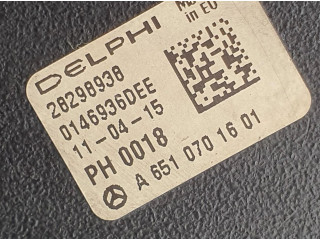 DELPHI
in EU
28298938
0146936DEE
11-04-15
PH 0018
A 651 070 16 01